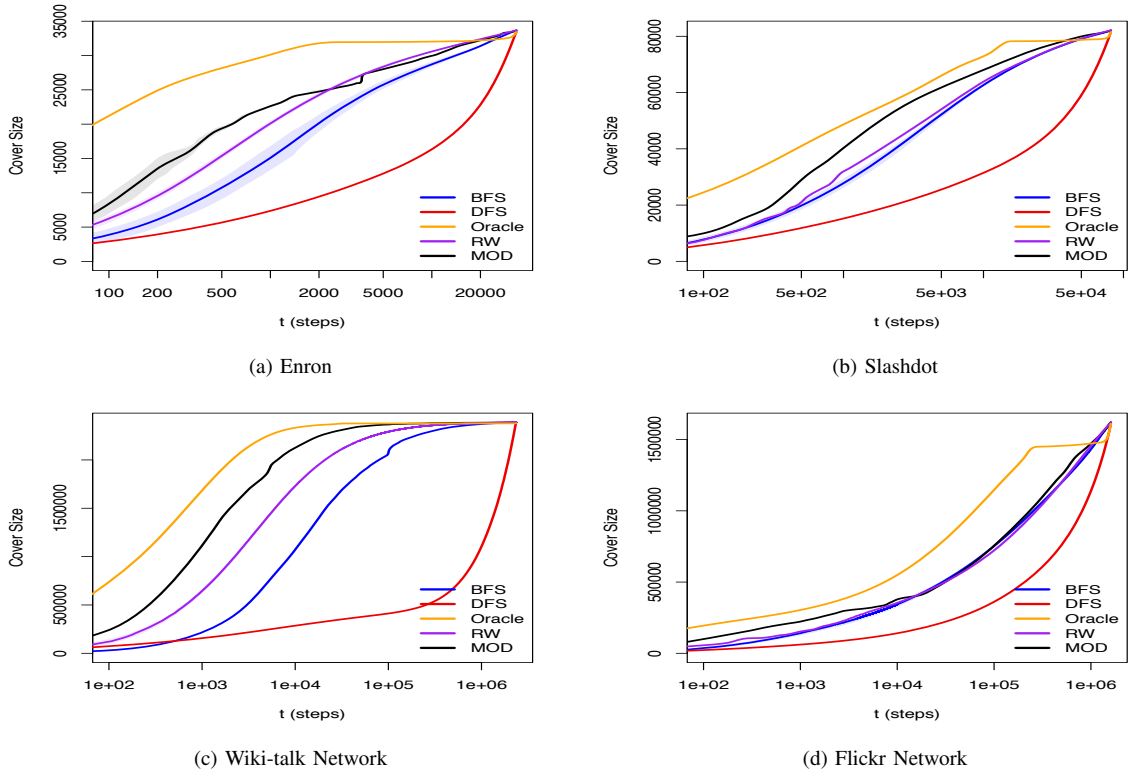 Cover Size
0
5000
15000
25000
35000
100 200 500 2000 5000 20000
t (steps)
BFS
DFS
Oracle
RW
MOD
(a) Enron
Cover Size
0
20000
40000
60000
80000
1e+02 5e+02 5e+03 5e+04
t (steps)
BFS
DFS
Oracle
RW
MOD
(b) Slashdot
Cover Size
0
500000
1500000
1e+02 1e+03 1e+04 1e+05 1e+06
t (steps)
BFS
DFS
Oracle
RW
MOD
(c) Wiki-talk Network
Cover Size
0
500000
1000000
1500000
1e+02 1e+03 1e+04 1e+05 1e+06
t (steps)
BFS
DFS
Oracle
RW
MOD
(d) Flickr Network